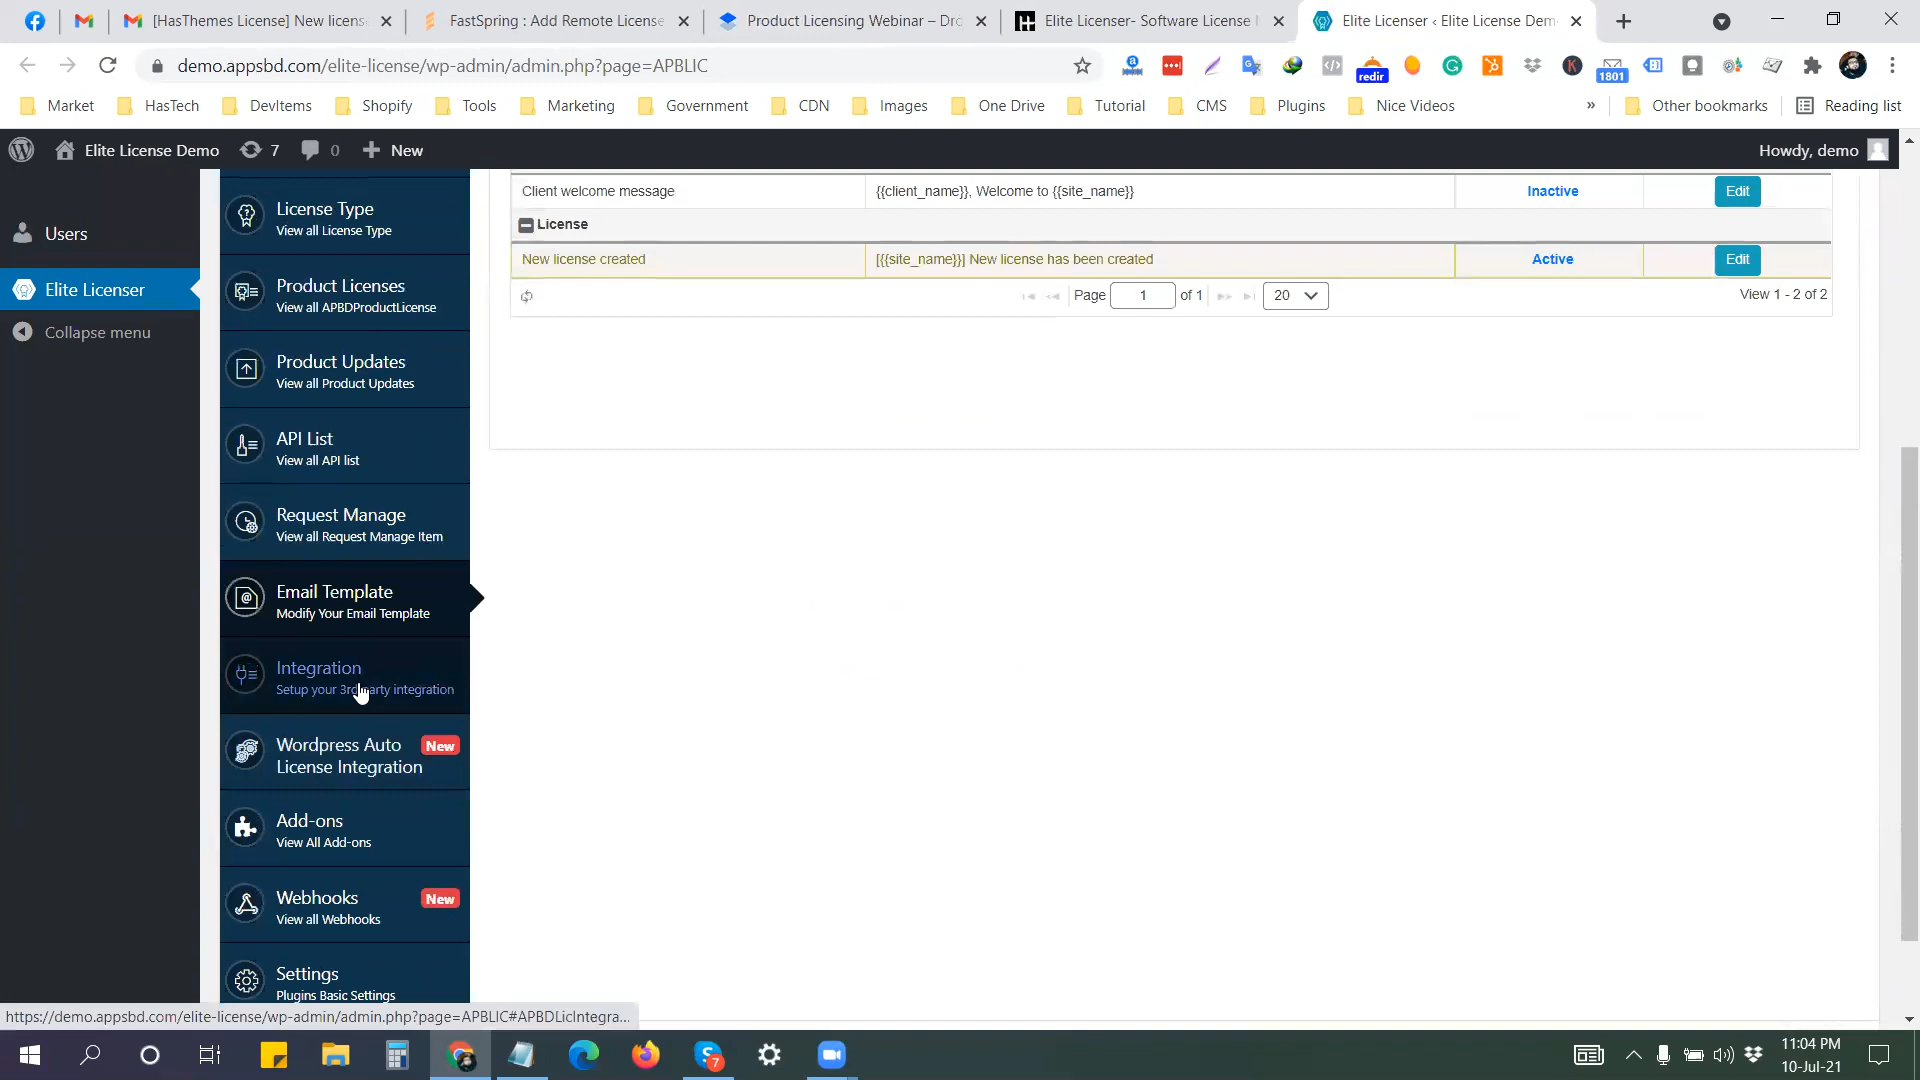 [HasThemes License] New licens
FastSpring : Add Remote License
Product Licensing Webinar – Dro
Elite Licenser- Software License M
Elite Licenser ‹ Elite License Dem
demo.appsbd.com/elite-license/wp-admin/admin.php?page=APBLIC
redir
1801
Market
HasTech
DevItems
Shopify
Tools
Marketing
Government
CDN
Images
One Drive
Tutorial
CMS
Plugins
Nice Videos
»
Other bookmarks
Reading list
Elite License Demo
7
0
New
Howdy, demo
Users
Elite Licenser
Collapse menu
License Type
View all License Type
Product Licenses
View all APBDProductLicense
Product Updates
View all Product Updates
API List
View all API list
Request Manage
View all Request Manage Item
Email Template
Modify Your Email Template
Integration
Setup your 3rd party integration
Wordpress Auto
License Integration
New
Add-ons
View All Add-ons
Webhooks
View all Webhooks
New
Settings
Plugins Basic Settings
Client welcome message
{{client_name}}, Welcome to {{site_name}}
Inactive
Edit
License
New license created
[{{site_name}}] New license has been created
Active
Edit
Page 1 of 1
20
View 1 - 2 of 2
https://demo.appsbd.com/elite-license/wp-admin/admin.php?page=APBLIC#APBDLicIntegra...
7
11:04 PM
10-Jul-21